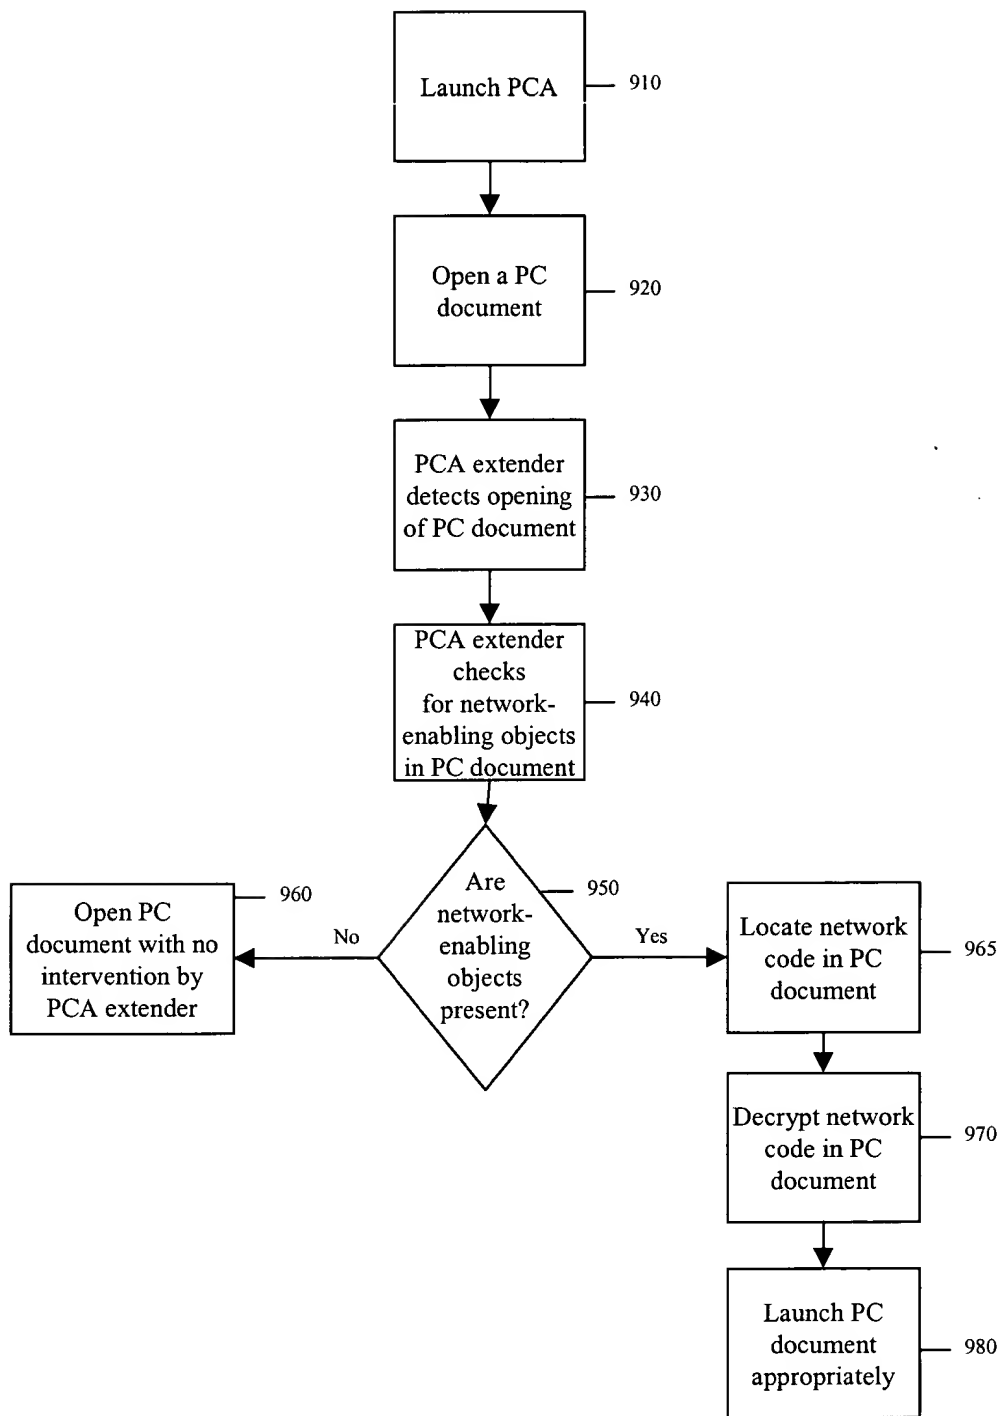 Launch PCA
910
Open a PC
document
920
PCA extender
detects opening
of PC document
930
PCA extender
checks
for network-
enabling objects
in PC document
940
Are
network-
enabling
objects
present?
950
No
Yes
Open PC
document with no
intervention by
PCA extender
960
Locate network
code in PC
document
965
Decrypt network
code in PC
document
970
Launch PC
document
appropriately
980